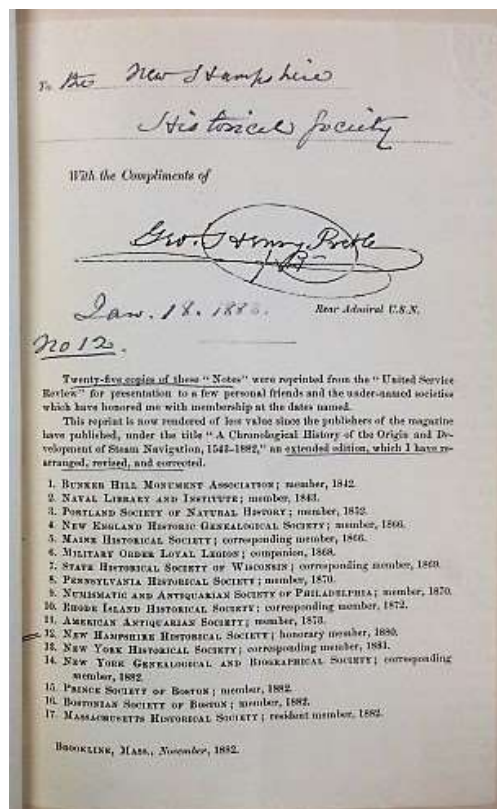 To the New Hampshire
Historical Society
With the Compliments of
Geo. Henry Preble
Rear Admiral U.S.N.
Jan. 18. 1883.
No 12.
Twenty-five copies of these "Notes" were reprinted from the "United Service
Review" for presentation to a few personal friends and the under-named societies
which have honored me with membership at the dates named.
This reprint is now rendered of less value since the publishers of the magazine
have published, under the title "A Chronological History of the Origin and De-
velopment of Steam Navigation, 1543-1882," an extended edition, which I have re-
arranged, revised, and corrected.
1. Bunker Hill Monument Association; member, 1842.
2. Naval Library and Institute; member, 1843.
3. Portland Society of Natural History; member, 1852.
4. New England Historic Genealogical Society; member, 1866.
5. Maine Historical Society; corresponding member, 1866.
6. Military Order Loyal Legion; companion, 1868.
7. State Historical Society of Wisconsin; corresponding member, 1869.
8. Pennsylvania Historical Society; member, 1870.
9. Numismatic and Antiquarian Society of Philadelphia; member, 1870.
10. Rhode Island Historical Society; corresponding member, 1872.
11. American Antiquarian Society; member, 1873.
12. New Hampshire Historical Society; honorary member, 1880.
13. New York Historical Society; corresponding member, 1881.
14. New York Genealogical and Biographical Society; corresponding
member, 1882.
15. Prince Society of Boston; member, 1882.
16. Bostonian Society of Boston; member, 1882.
17. Massachusetts Historical Society; resident member, 1882.
Brookline, Mass., November, 1882.